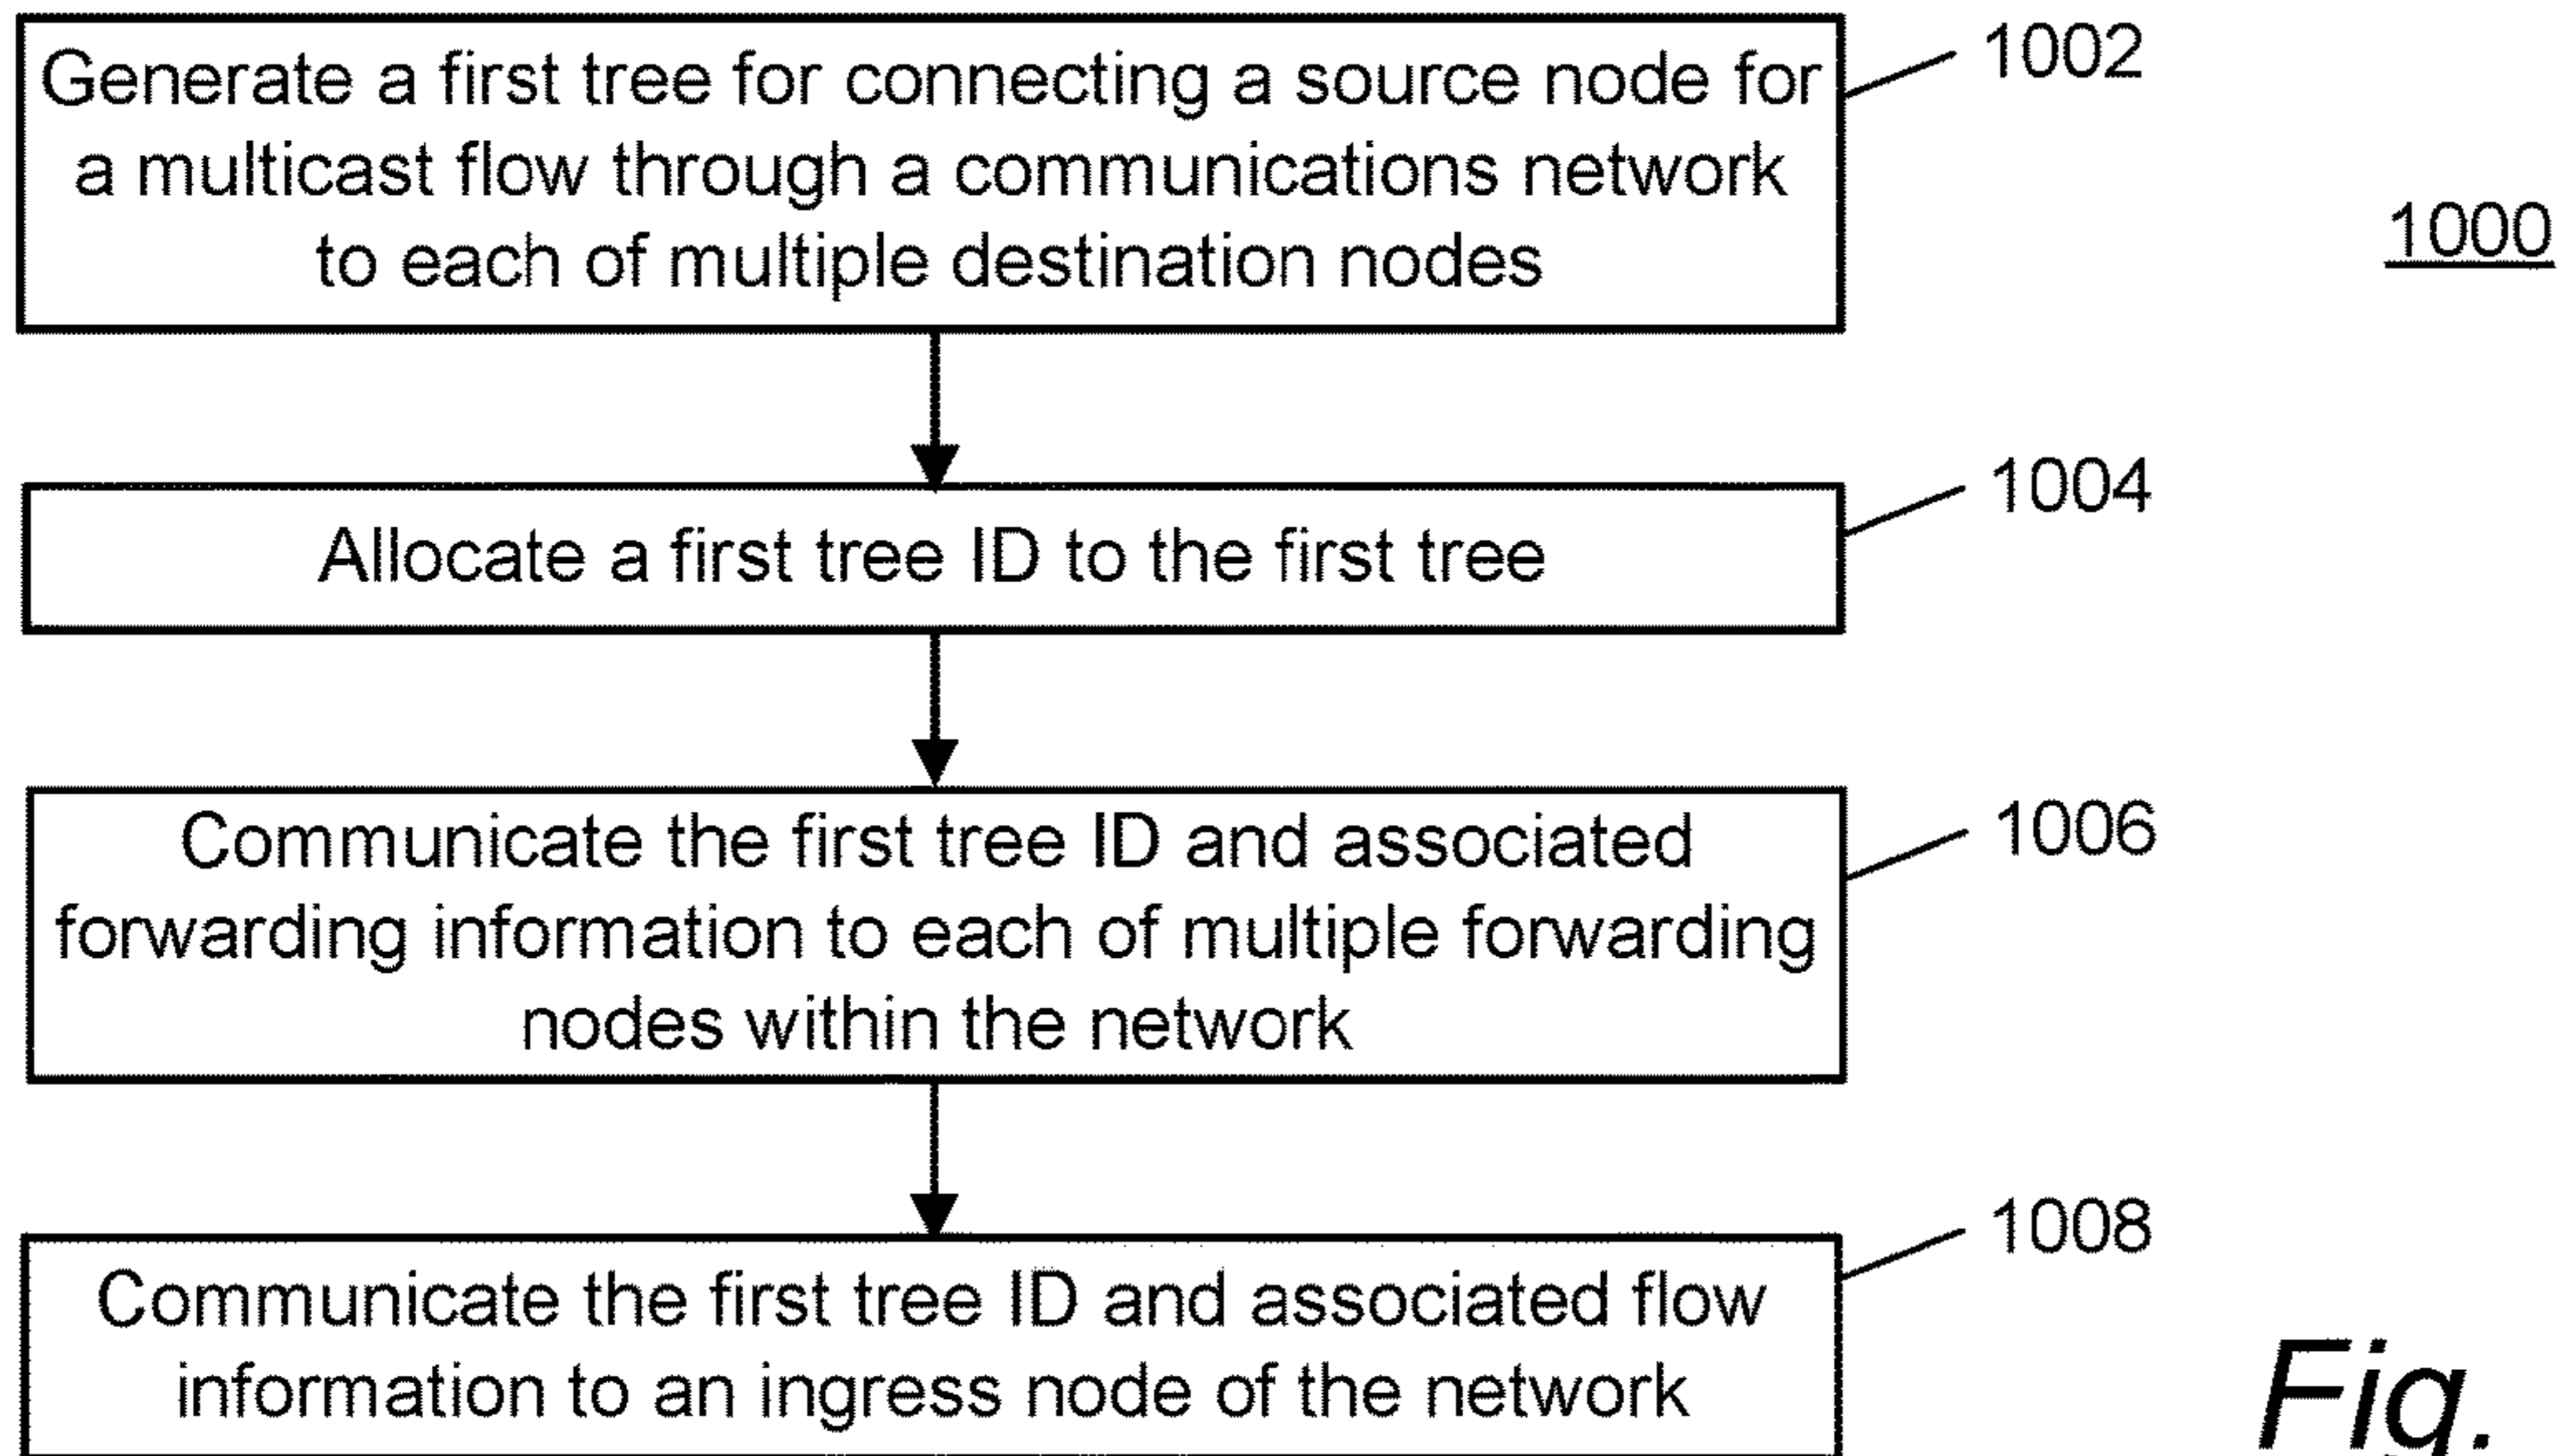 Generate a first tree for connecting a source node for
a multicast flow through a communications network
to each of multiple destination nodes
1002
1000
Allocate a first tree ID to the first tree
1004
Communicate the first tree ID and associated
forwarding information to each of multiple forwarding
nodes within the network
1006
Communicate the first tree ID and associated flow
information to an ingress node of the network
1008
Fig.